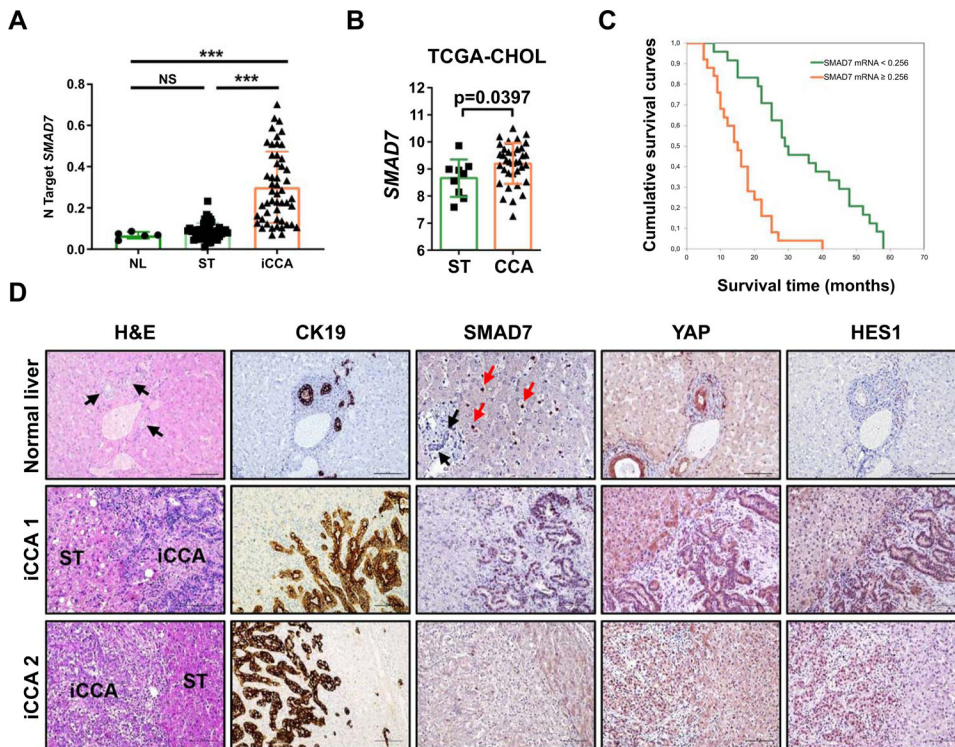 A
***
NS
***
N Target SMAD7
0.8
0.6
0.4
0.2
0.0
NL
ST
iCCA
B
TCGA-CHOL
p=0.0397
SMAD7
12
11
10
9
8
7
6
ST
CCA
C
Cumulative survival curves
1,0
0,9
0,8
0,7
0,6
0,5
0,4
0,3
0,2
0,1
0,0
SMAD7 mRNA < 0.256
SMAD7 mRNA ≥ 0.256
0
10
20
30
40
50
60
70
Survival time (months)
D
H&E
CK19
SMAD7
YAP
HES1
Normal liver
iCCA 1
ST
iCCA
iCCA 2
iCCA
ST